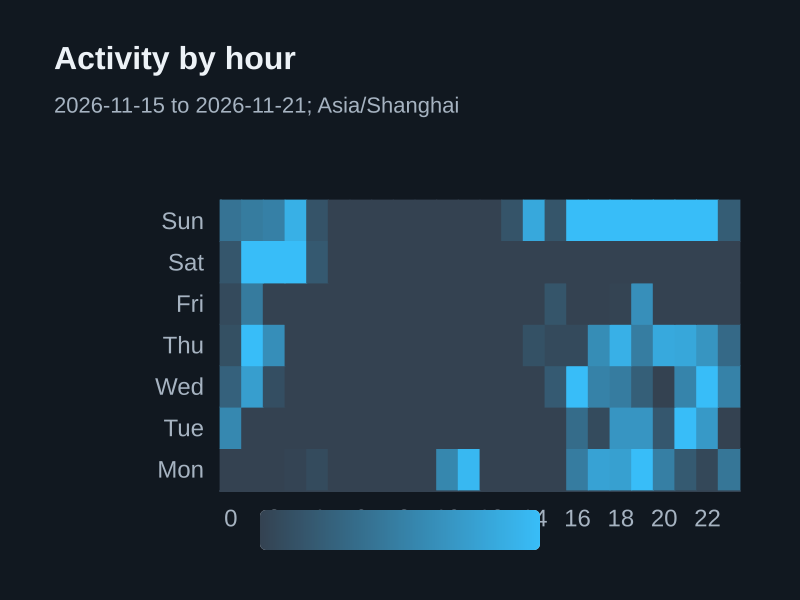 Activity by hour
2026-11-15 to 2026-11-21; Asia/Shanghai
Sun
Sat
Fri
Thu
Wed
Tue
Mon
0 16 18 20 22